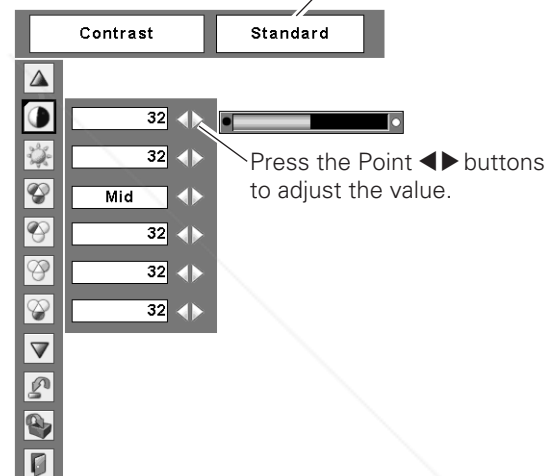 Contrast Standard
32
32
Press the Point ◀▶ buttons
to adjust the value.
Mid
32
32
32